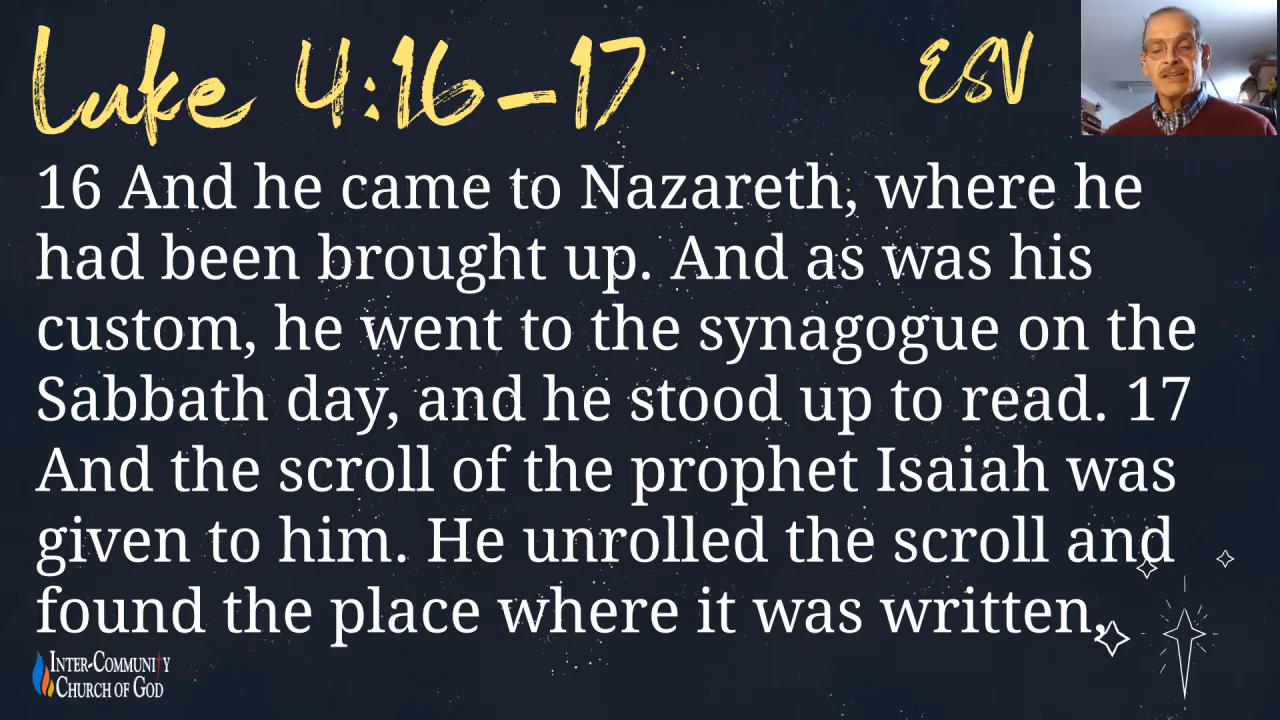 Luke 4:16-17
ESV
16 And he came to Nazareth, where he
had been brought up. And as was his
custom, he went to the synagogue on the
Sabbath day, and he stood up to read. 17
And the scroll of the prophet Isaiah was
given to him. He unrolled the scroll and
found the place where it was written,
INTER-COMMUNITY
CHURCH OF GOD